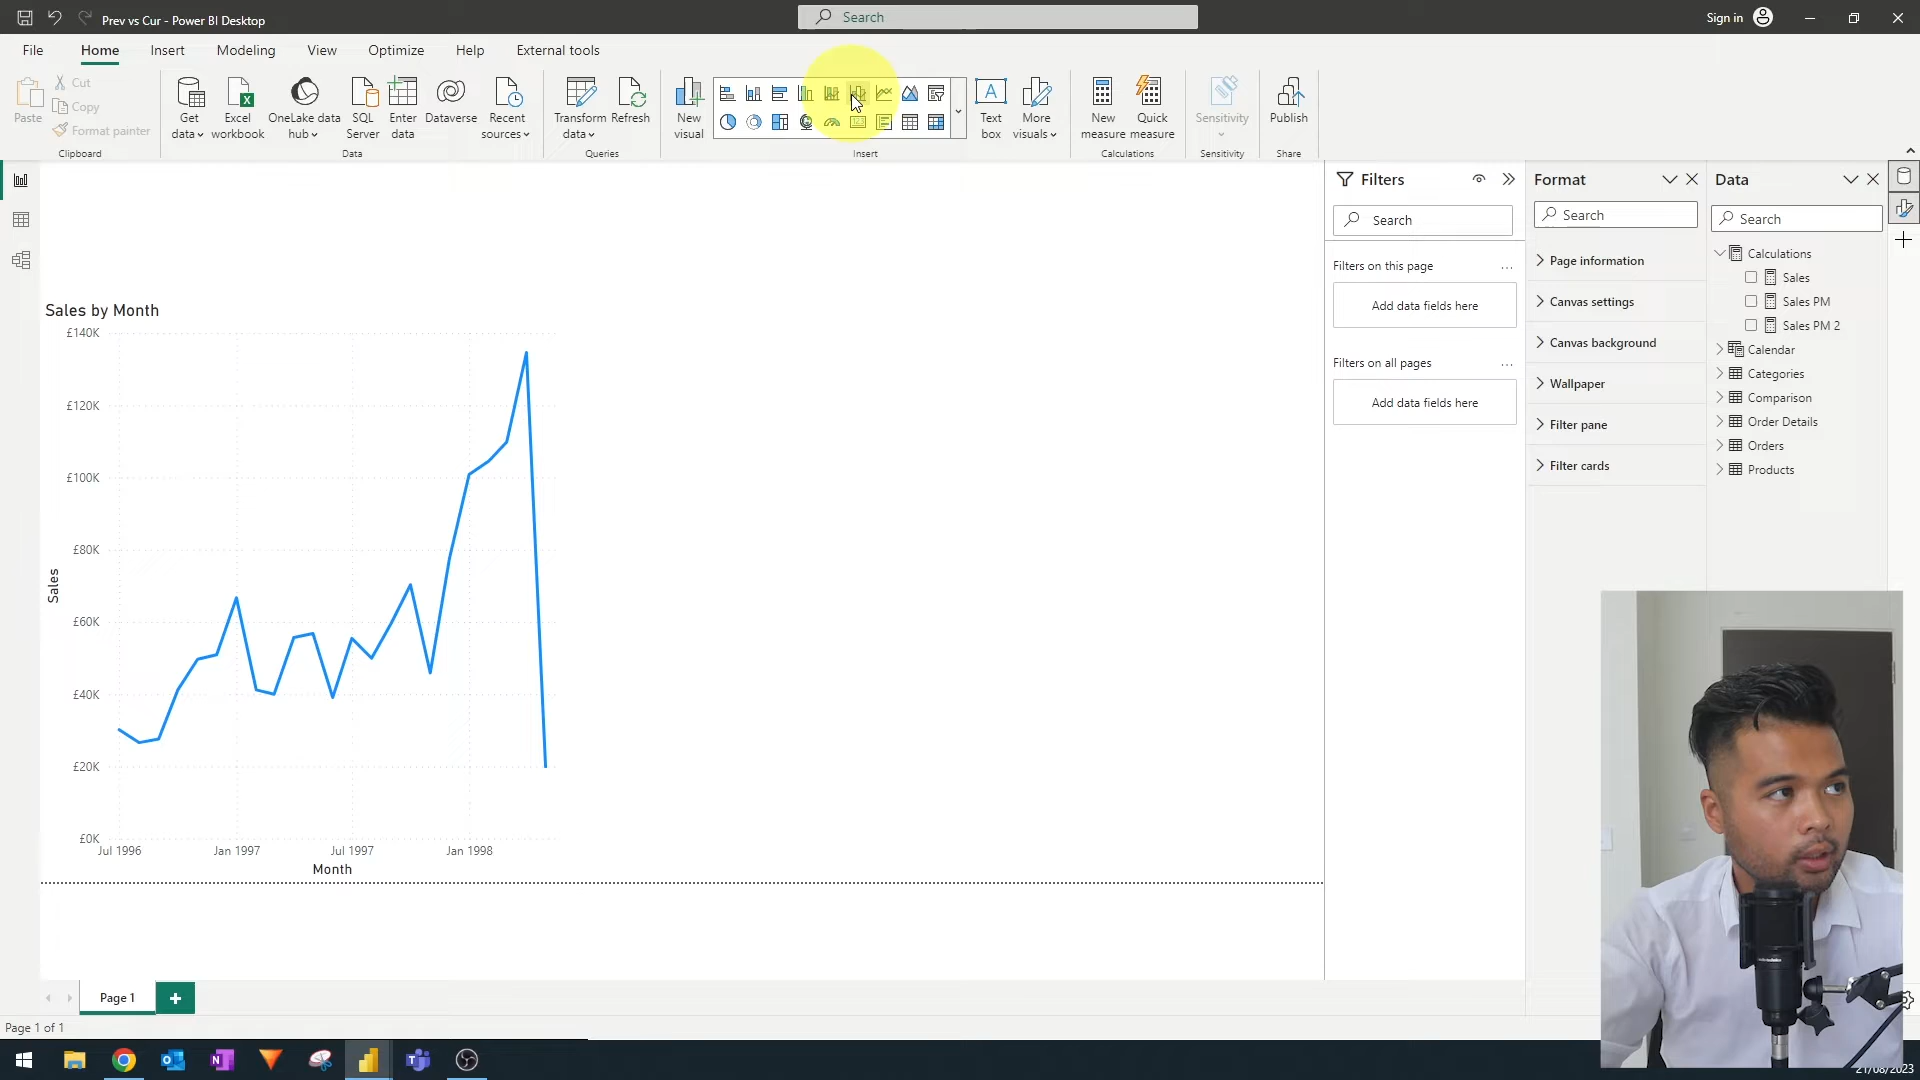 Prev vs Cur - Power BI Desktop
Search
Sign in
File
Home
Insert
Modeling
View
Optimize
Help
External tools
Paste
Cut
Copy
Format painter
Clipboard
Get data
Excel workbook
OneLake data hub
SQL Server
Enter data
Dataverse
Recent sources
Data
Transform data
Refresh
Queries
New visual
Text box
More visuals
Insert
New measure
Quick measure
Calculations
Sensitivity
Sensitivity
Publish
Share
Sales by Month
£140K
£120K
£100K
£80K
£60K
£40K
£20K
£0K
Sales
Jul 1996
Jan 1997
Jul 1997
Jan 1998
Month
Filters
Search
Filters on this page
Add data fields here
Filters on all pages
Add data fields here
Format
Search
Page information
Canvas settings
Canvas background
Wallpaper
Filter pane
Filter cards
Data
Search
Calculations
Sales
Sales PM
Sales PM 2
Calendar
Categories
Comparison
Order Details
Orders
Products
Page 1
Page 1 of 1
21/08/2023